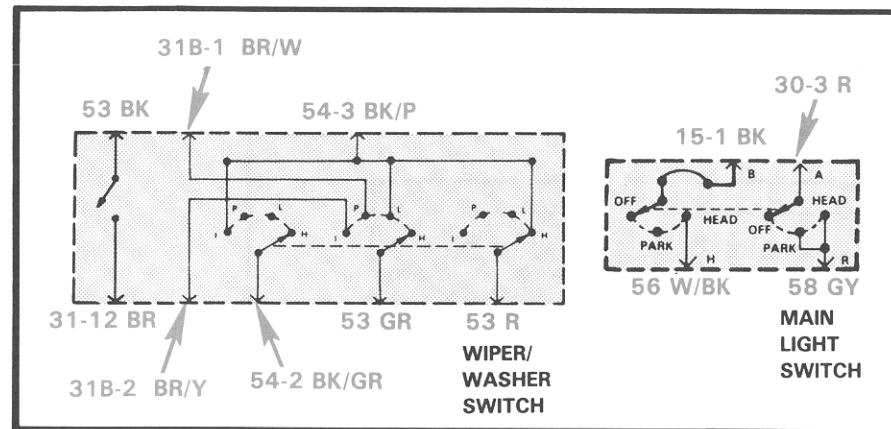 31B-1 BR/W
30-3 R
53 BK
54-3 BK/P
15-1 BK
B
A
OFF
HEAD
HEAD
PARK
OFF
PARK
P
L
P
L
P
L
I
H
I
H
I
H
H
R
31-12 BR
53 GR
53 R
56 W/BK
58 GY
31B-2 BR/Y
54-2 BK/GR
WIPER/
WASHER
SWITCH
MAIN
LIGHT
SWITCH